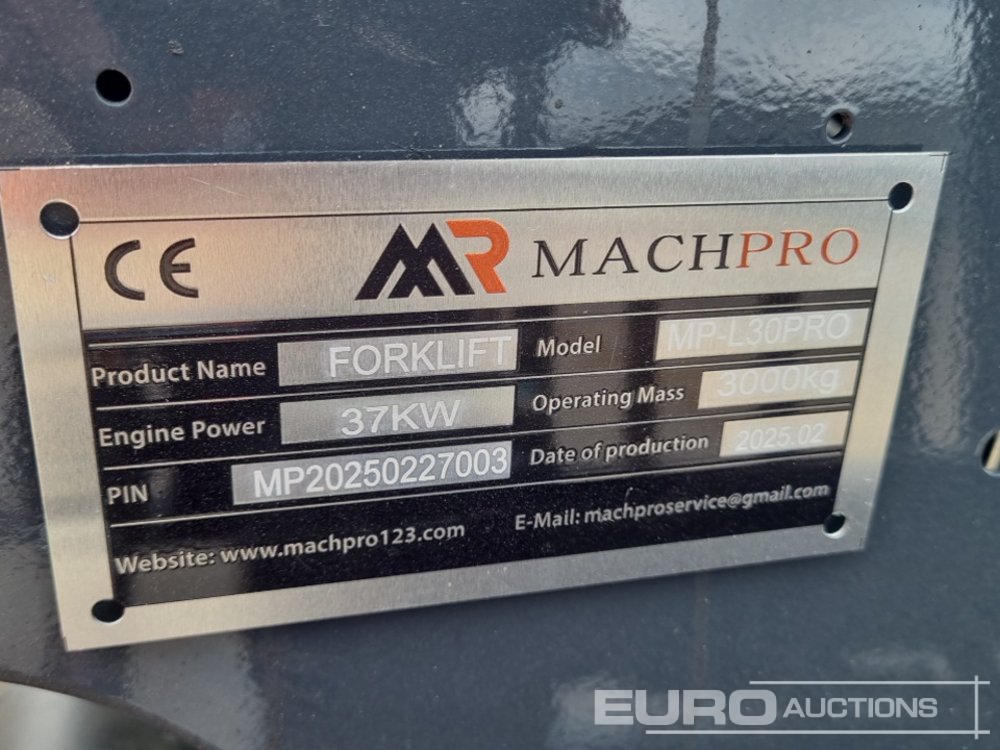 CE MR MACHPRO
Product Name FORKLIFT Model MP-L30PRO
Engine Power 37KW Operating Mass 3000kg
PIN MP20250227003 Date of production 2025.02
Website: www.machpro123.com E-Mail: machproservice@gmail.com
EURO AUCTIONS